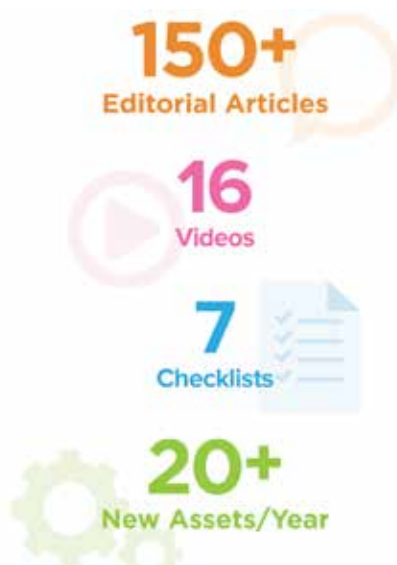 150+
Editorial Articles
16
Videos
7
Checklists
20+
New Assets/Year